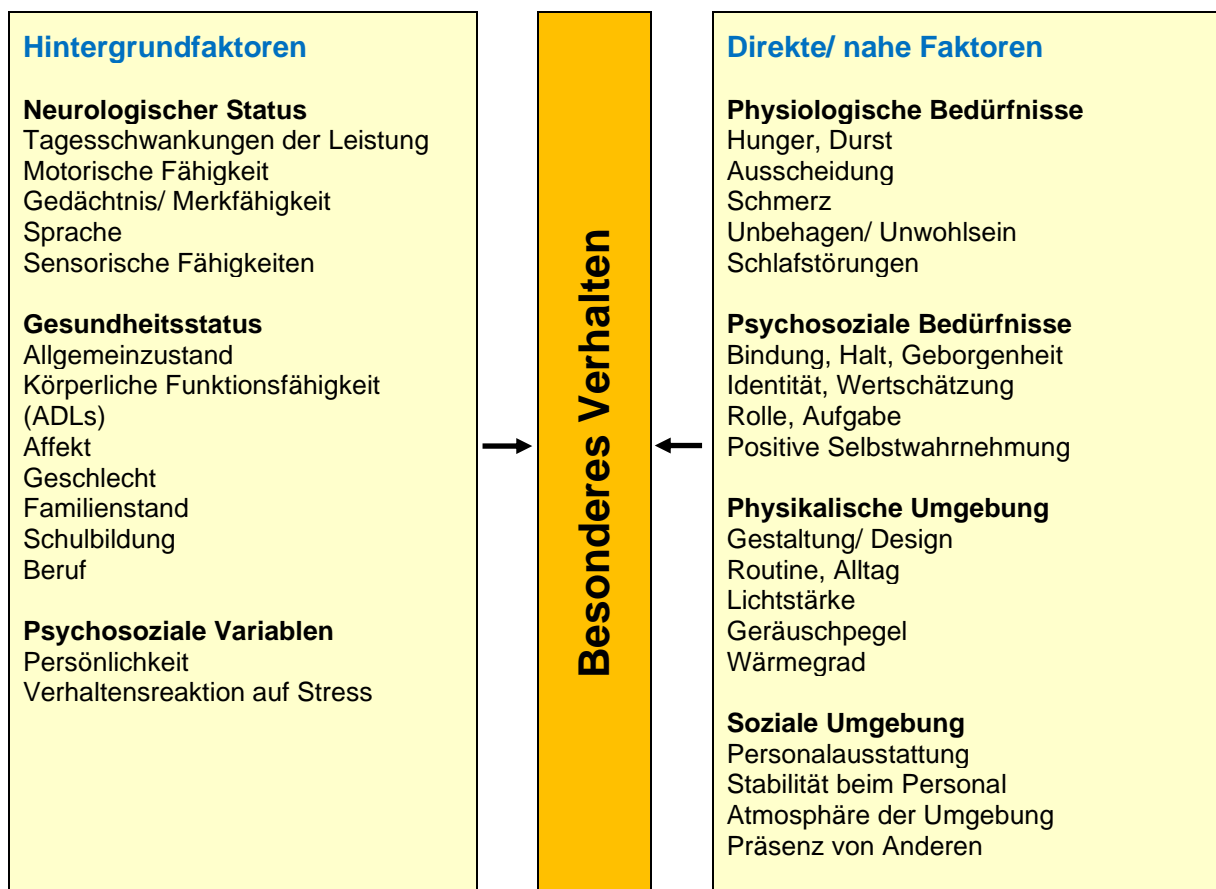 Hintergrundfaktoren
Neurologischer Status
Tagesschwankungen der Leistung
Motorische Fähigkeit
Gedächtnis/ Merkfähigkeit
Sprache
Sensorische Fähigkeiten
Gesundheitsstatus
Allgemeinzustand
Körperliche Funktionsfähigkeit
(ADLs)
Affekt
Geschlecht
Familienstand
Schulbildung
Beruf
Psychosoziale Variablen
Persönlichkeit
Verhaltensreaktion auf Stress
Besonderes Verhalten
Direkte/ nahe Faktoren
Physiologische Bedürfnisse
Hunger, Durst
Ausscheidung
Schmerz
Unbehagen/ Unwohlsein
Schlafstörungen
Psychosoziale Bedürfnisse
Bindung, Halt, Geborgenheit
Identität, Wertschätzung
Rolle, Aufgabe
Positive Selbstwahrnehmung
Physikalische Umgebung
Gestaltung/ Design
Routine, Alltag
Lichtstärke
Geräuschpegel
Wärmegrad
Soziale Umgebung
Personalausstattung
Stabilität beim Personal
Atmosphäre der Umgebung
Präsenz von Anderen